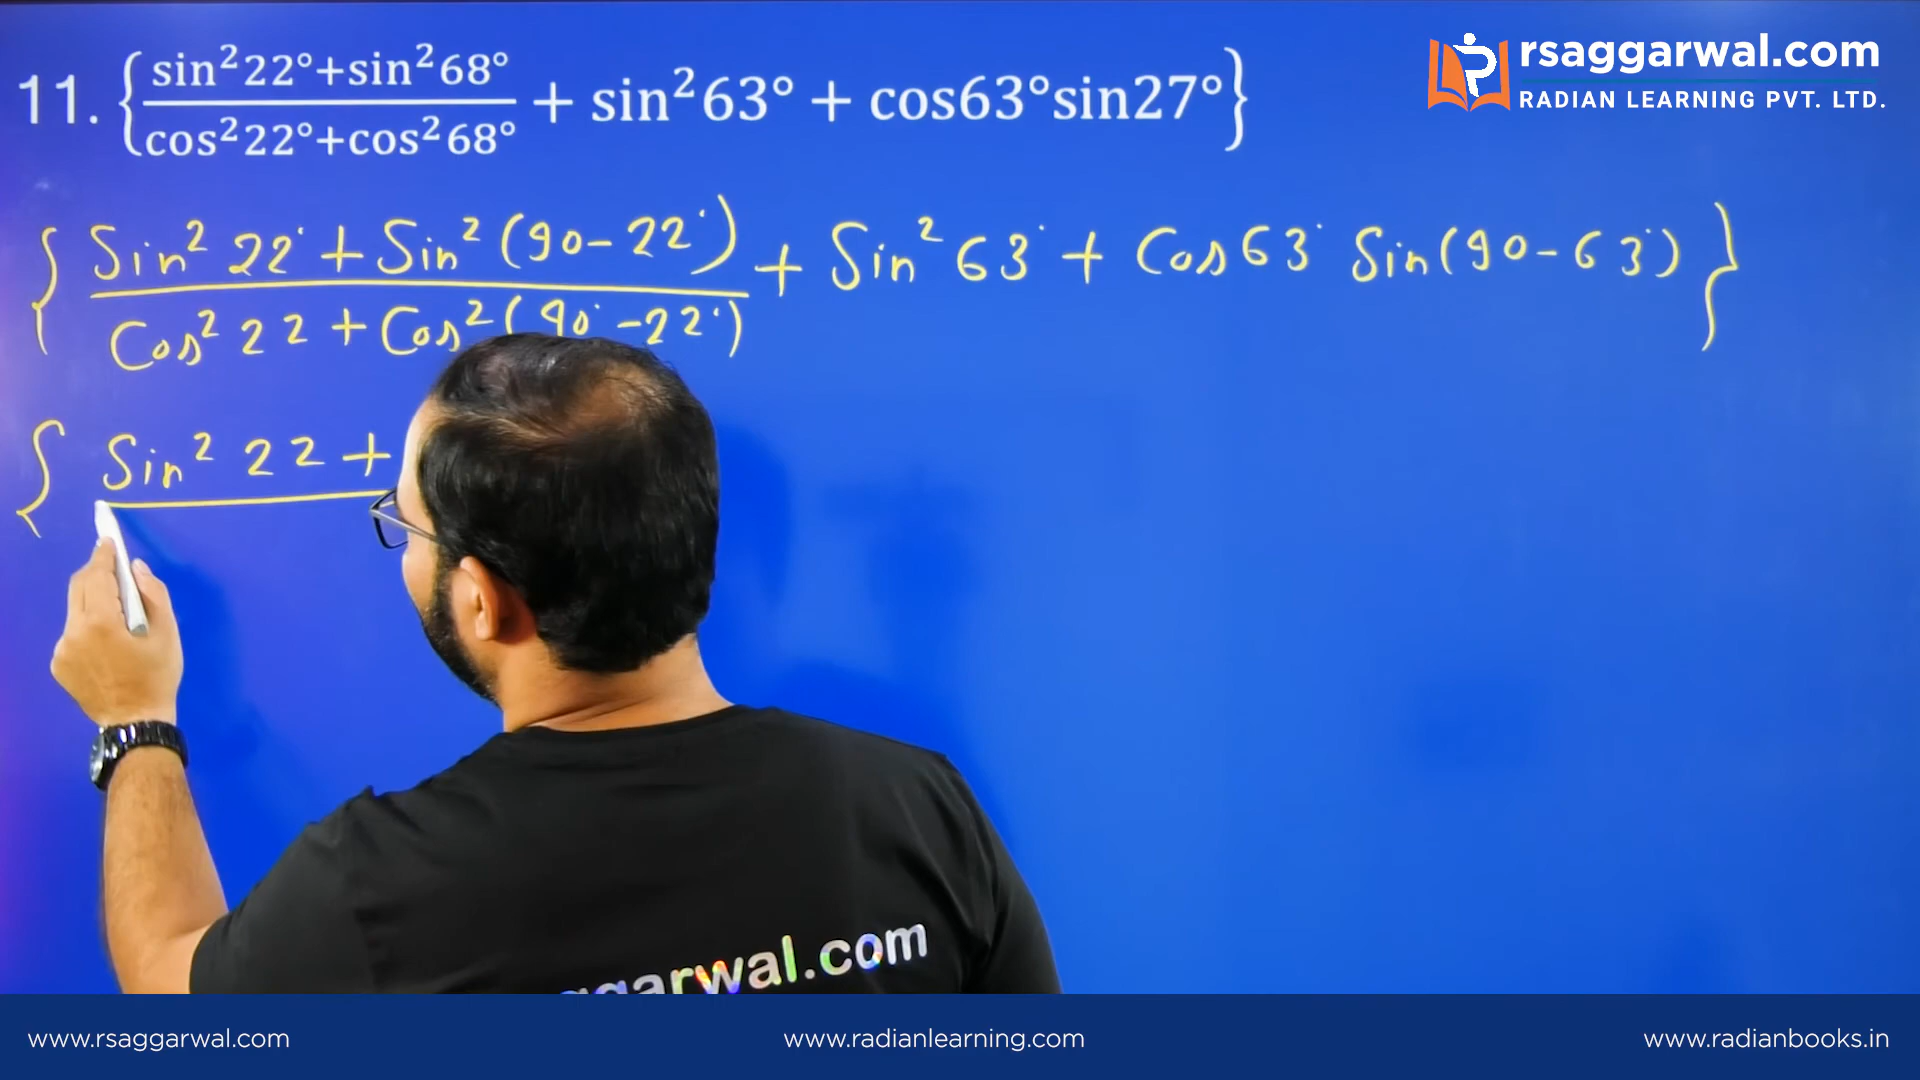 11. {sin²22°+sin²68°/cos²22°+cos²68° + sin²63° + cos63°sin27°}
rsaggarwal.com
RADIAN LEARNING PVT. LTD.
{Sin² 22° + Sin² (90-22°)/Cos² 22 + Cos² (90°-22°) + Sin² 63° + Cos 63° Sin(90-63°)}
{Sin² 22 +
.com
www.rsaggarwal.com
www.radianlearning.com
www.radianbooks.in